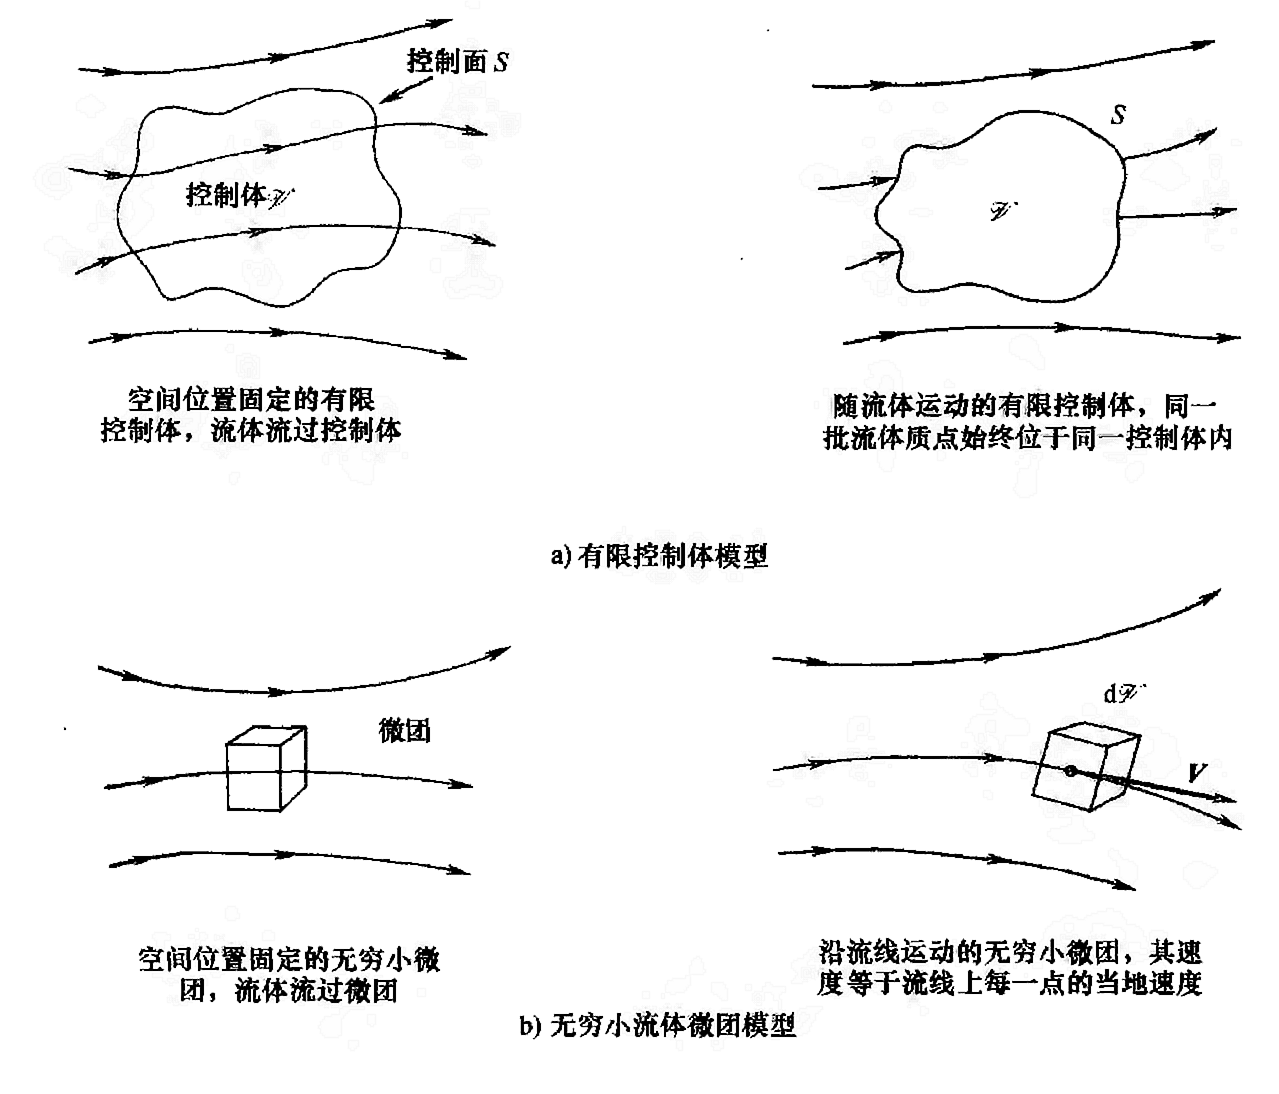 控制面 S
控制体𝒱
空间位置固定的有限
控制体，流体流过控制体
S
𝒱
随流体运动的有限控制体，同一
批流体质点始终位于同一控制体内
a) 有限控制体模型
微团
空间位置固定的无穷小微
团，流体流过微团
d𝒱
V
沿流线运动的无穷小微团，其速
度等于流线上每一点的当地速度
b) 无穷小流体微团模型